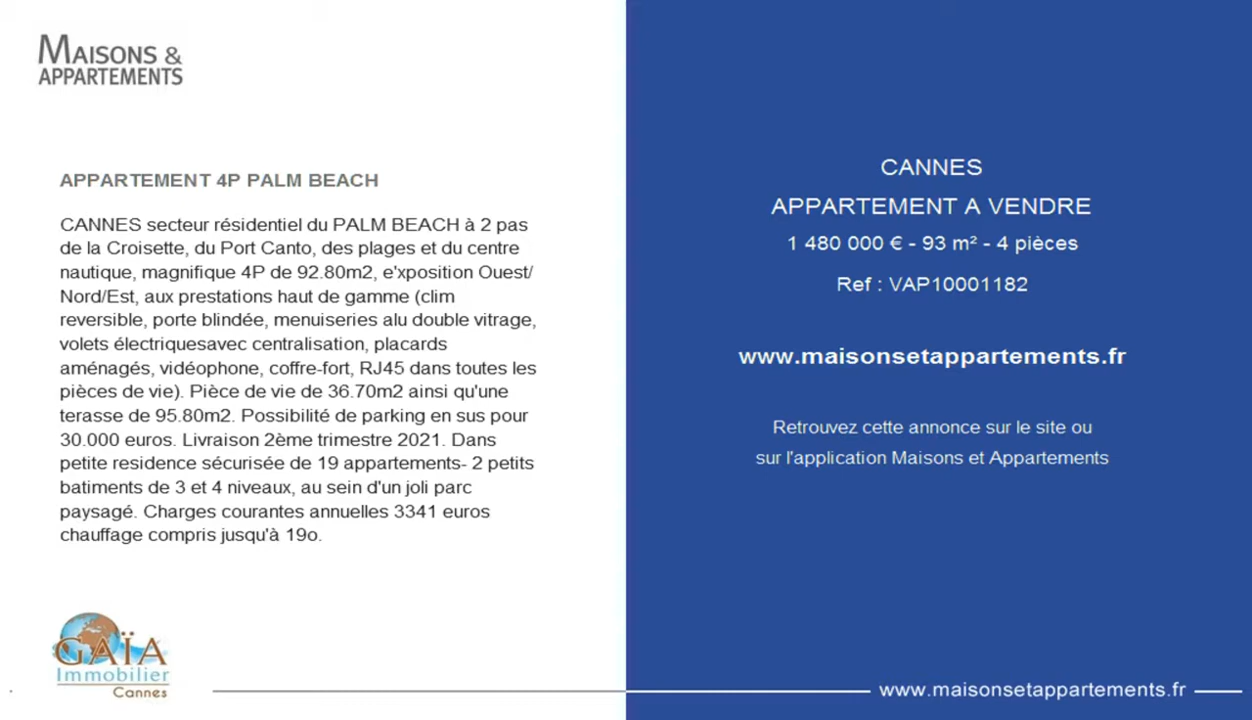 MAISONS &
APPARTEMENTS
APPARTEMENT 4P PALM BEACH
CANNES secteur résidentiel du PALM BEACH à 2 pas
de la Croisette, du Port Canto, des plages et du centre
nautique, magnifique 4P de 92.80m2, e'xposition Ouest/
Nord/Est, aux prestations haut de gamme (clim
reversible, porte blindée, menuiseries alu double vitrage,
volets électriquesavec centralisation, placards
aménagés, vidéophone, coffre-fort, RJ45 dans toutes les
pièces de vie). Pièce de vie de 36.70m2 ainsi qu'une
terasse de 95.80m2. Possibilité de parking en sus pour
30.000 euros. Livraison 2ème trimestre 2021. Dans
petite residence sécurisée de 19 appartements- 2 petits
batiments de 3 et 4 niveaux, au sein d'un joli parc
paysagé. Charges courantes annuelles 3341 euros
chauffage compris jusqu'à 19o.
GAÏA
Immobilier
Cannes
CANNES
APPARTEMENT A VENDRE
1 480 000 € - 93 m² - 4 pièces
Ref : VAP10001182
www.maisonsetappartements.fr
Retrouvez cette annonce sur le site ou
sur l'application Maisons et Appartements
www.maisonsetappartements.fr